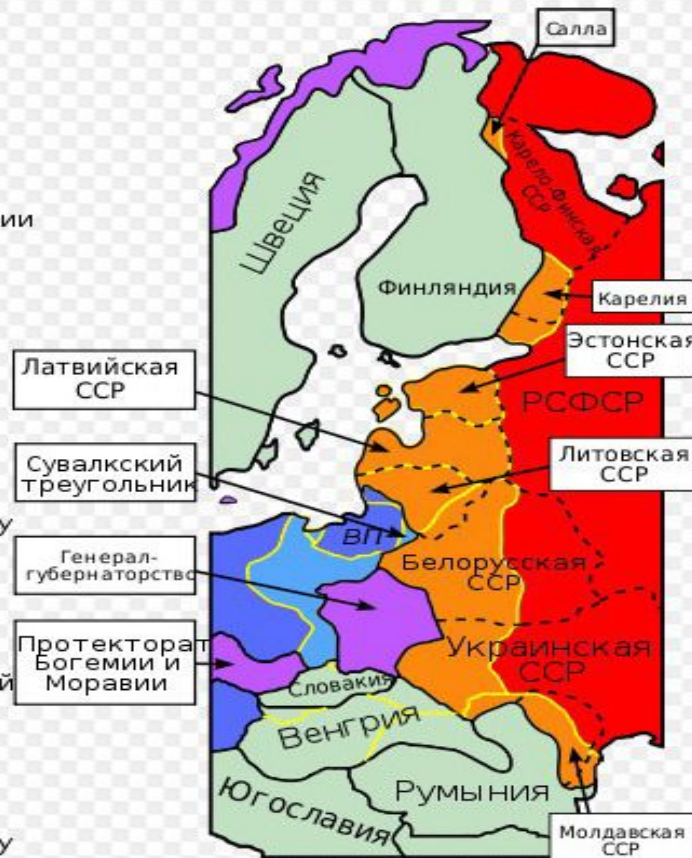 Салла
Карело-Финская
ССР
ии
Швеция
Финляндия
Карелия
Эстонская
ССР
Латвийская
ССР
РСФСР
Сувалкский
треугольник
Литовская
ССР
у
ВП
Генерал-
губернаторство
Белорусская
ССР
Протекторат
Богемии и
Моравии
й
Украинская
ССР
Словакия
Венгрия
Румыния
Югославия
Молдавская
ССР
у